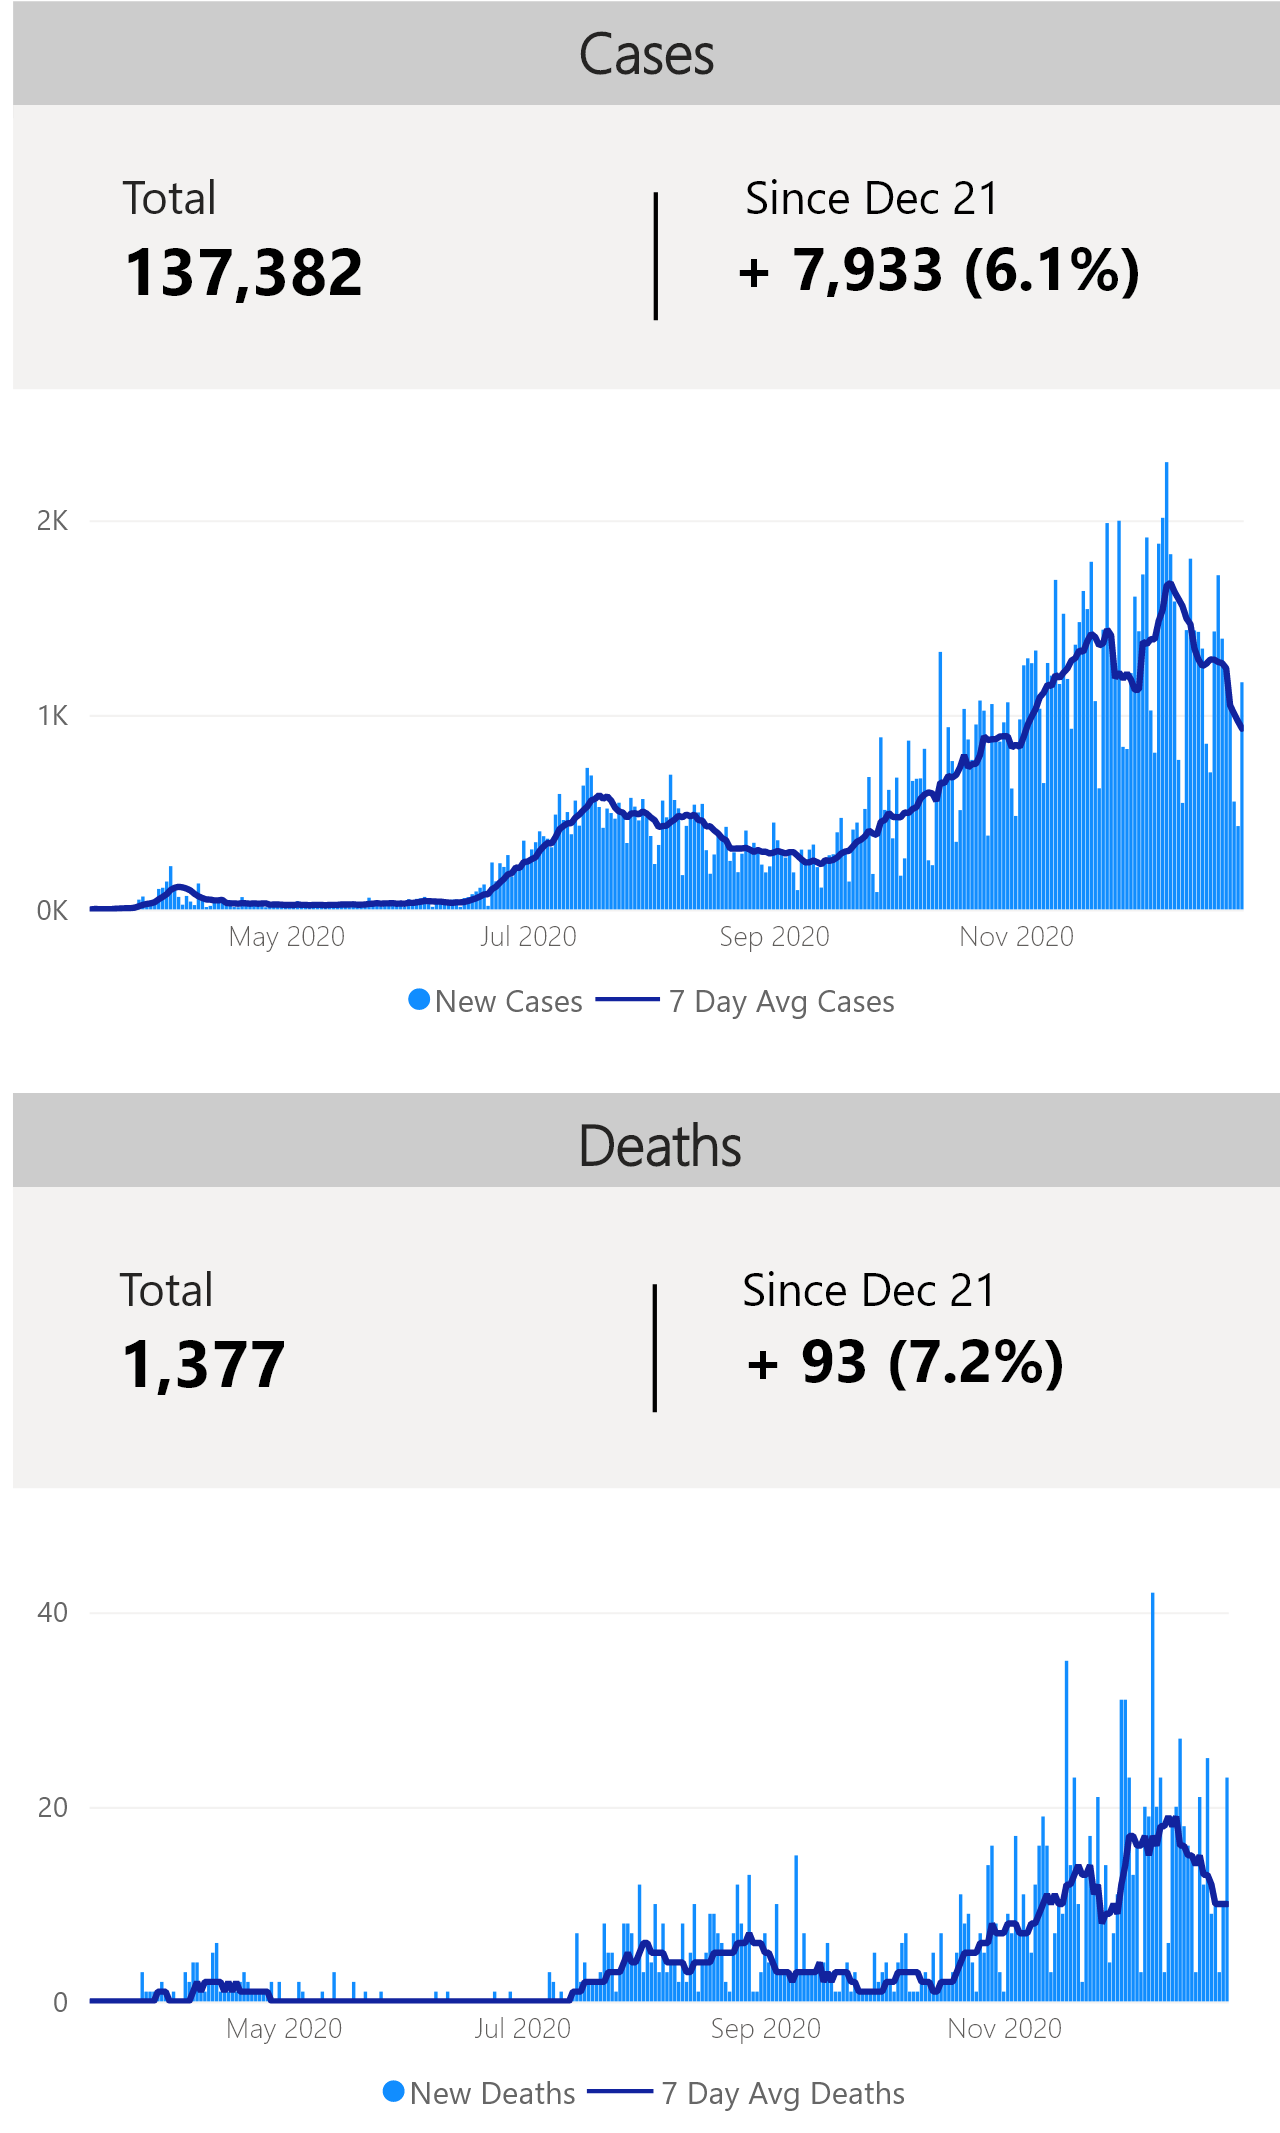 Cases
Total
Since Dec 21
137,382
+ 7,933 (6.1%)
2K
1K
0K
May 2020
Jul 2020
Sep 2020
Nov 2020
New Cases
7 Day Avg Cases
Deaths
Total
Since Dec 21
1,377
+ 93 (7.2%)
40
20
0
May 2020
Jul 2020
Sep 2020
Nov 2020
New Deaths
7 Day Avg Deaths